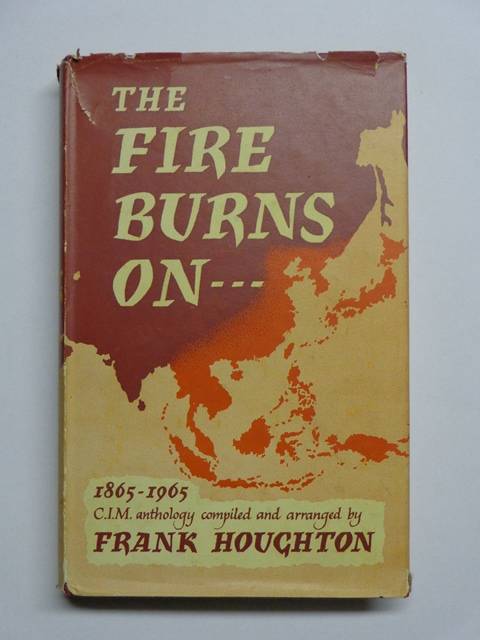 THE
FIRE
BURNS
ON---
1865-1965
C.I.M. anthology compiled and arranged by
FRANK HOUGHTON